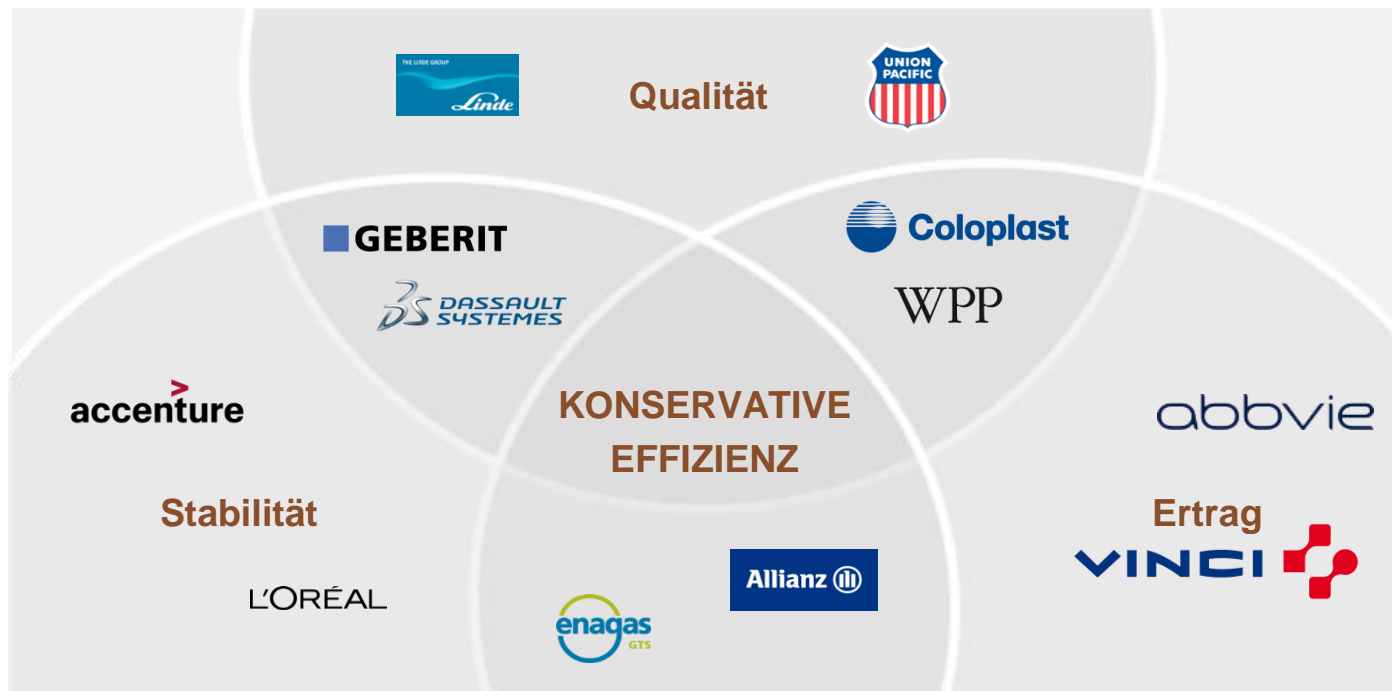 THE LINDE GROUP
Linde
Qualität
UNION
PACIFIC
GEBERIT
Coloplast
DASSAULT
SYSTEMES
WPP
accenture
KONSERVATIVE
EFFIZIENZ
abbvie
Stabilität
Ertrag
VINCI
L'ORÉAL
Allianz
enagas
GTS